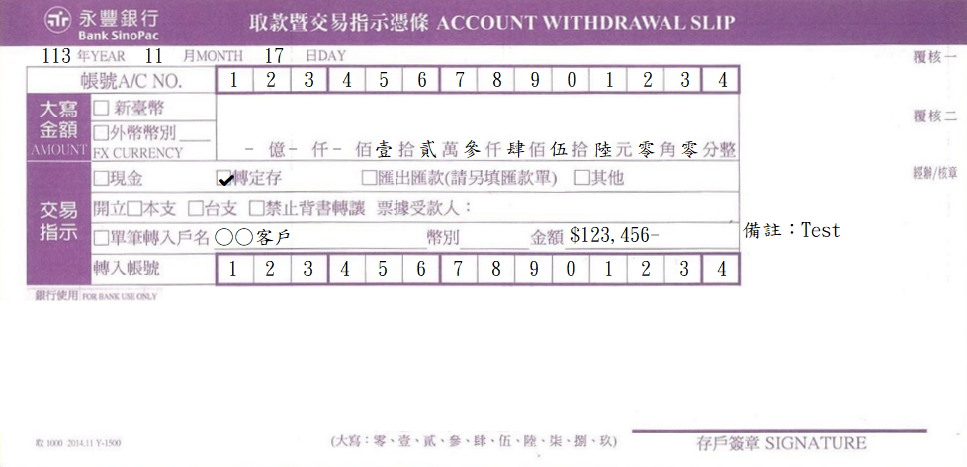 永豐銀行
Bank SinoPac
取款暨交易指示憑條 ACCOUNT WITHDRAWAL SLIP
113 年YEAR 11 月MONTH 17 日DAY
覆核一
帳號A/C NO. 1 2 3 4 5 6 7 8 9 0 1 2 3 4
大寫金額 AMOUNT
新臺幣
覆核二
外幣幣別
FX CURRENCY
- 億 - 仟 - 佰 壹 拾 貳 萬 參 仟 肆 佰 伍 拾 陸 元 零 角 零 分整
交易指示
現金 轉定存 匯出匯款(請另填匯款單) 其他
經辦/核章
開立 本支 台支 禁止背書轉讓 票據受款人：
單筆轉入戶名 ○○客戶 幣別 金額 $123,456-
備註：Test
轉入帳號 1 2 3 4 5 6 7 8 9 0 1 2 3 4
銀行使用 FOR BANK USE ONLY
取 1000 2014.11 Y-1500
(大寫：零、壹、貳、參、肆、伍、陸、柒、捌、玖)
存戶簽章 SIGNATURE